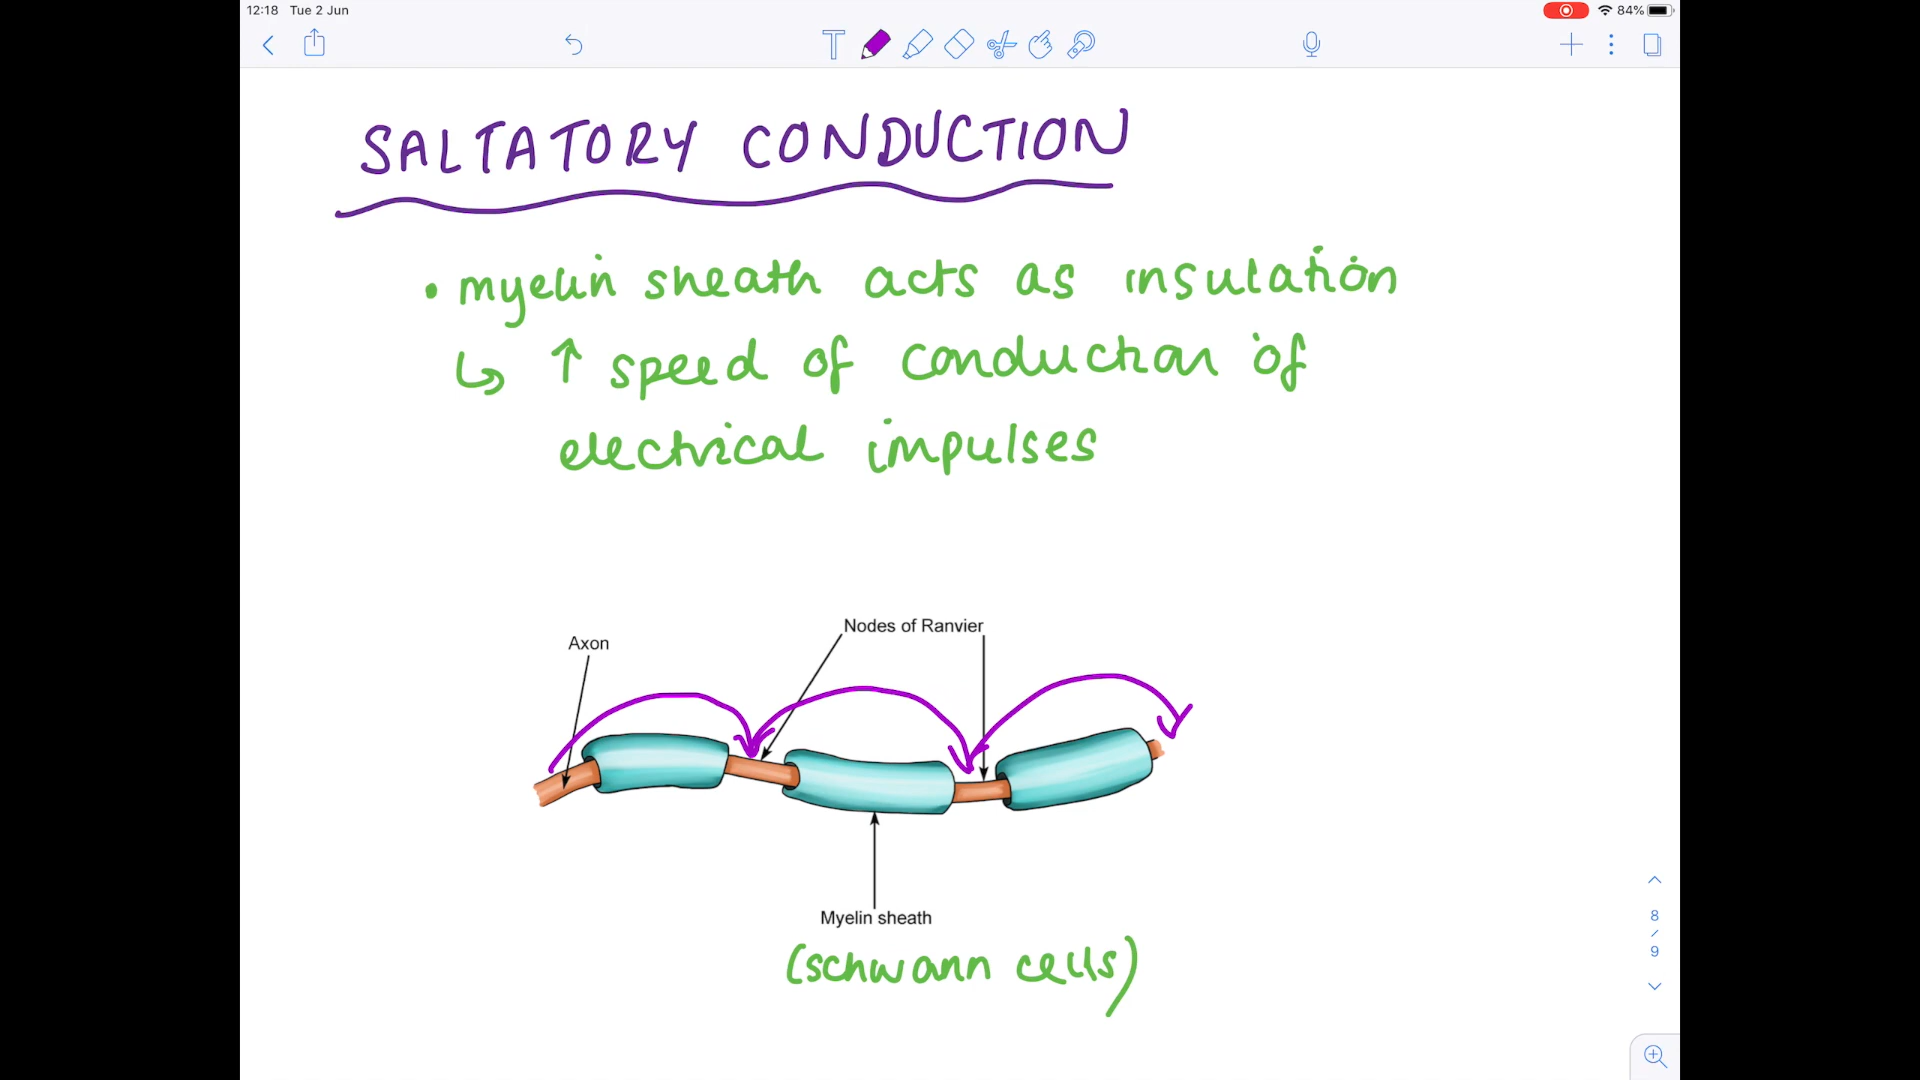 12:18 Tue 2 Jun
84%
SALTATORY CONDUCTION
• myelin sheath acts as insulation
↳ ↑ speed of conduction of
electrical impulses
Nodes of Ranvier
Axon
Myelin sheath
(schwann cells)
8
/
9